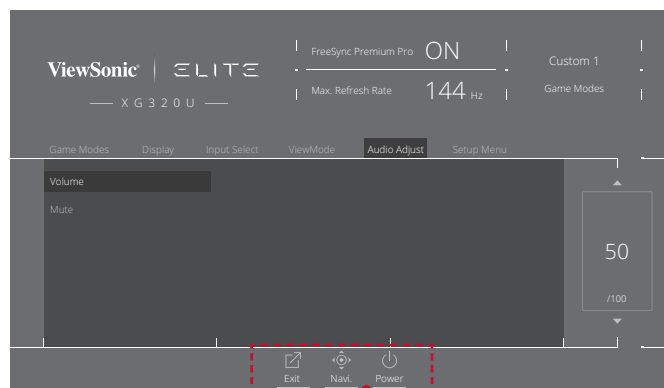 ViewSonic® ELITE
XG320U
FreeSync Premium Pro ON
Max. Refresh Rate 144 Hz
Custom 1
Game Modes
Game Modes Display Input Select ViewMode Audio Adjust Setup Menu
Volume
Mute
50
/100
Exit Navi. Power